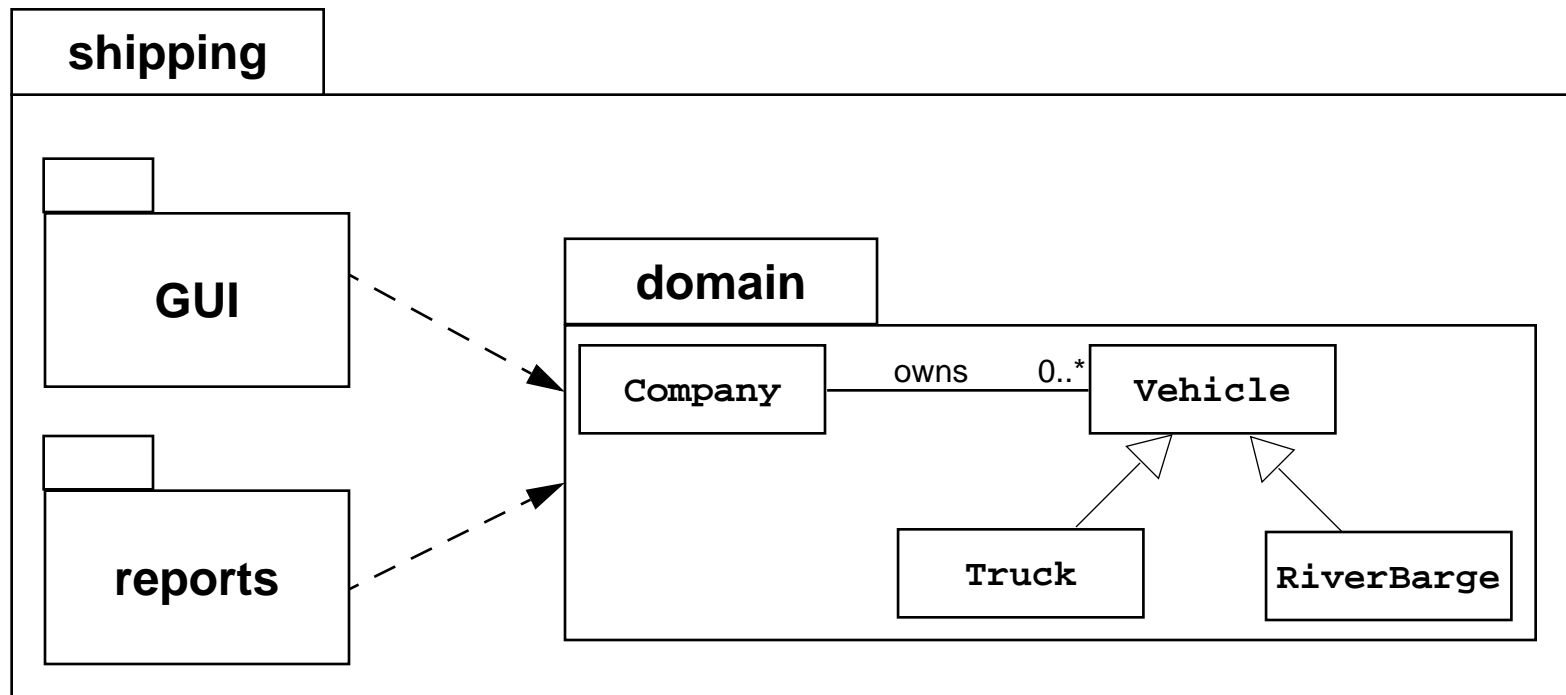 shipping
GUI
domain
Company
owns
0..*
Vehicle
reports
Truck
RiverBarge